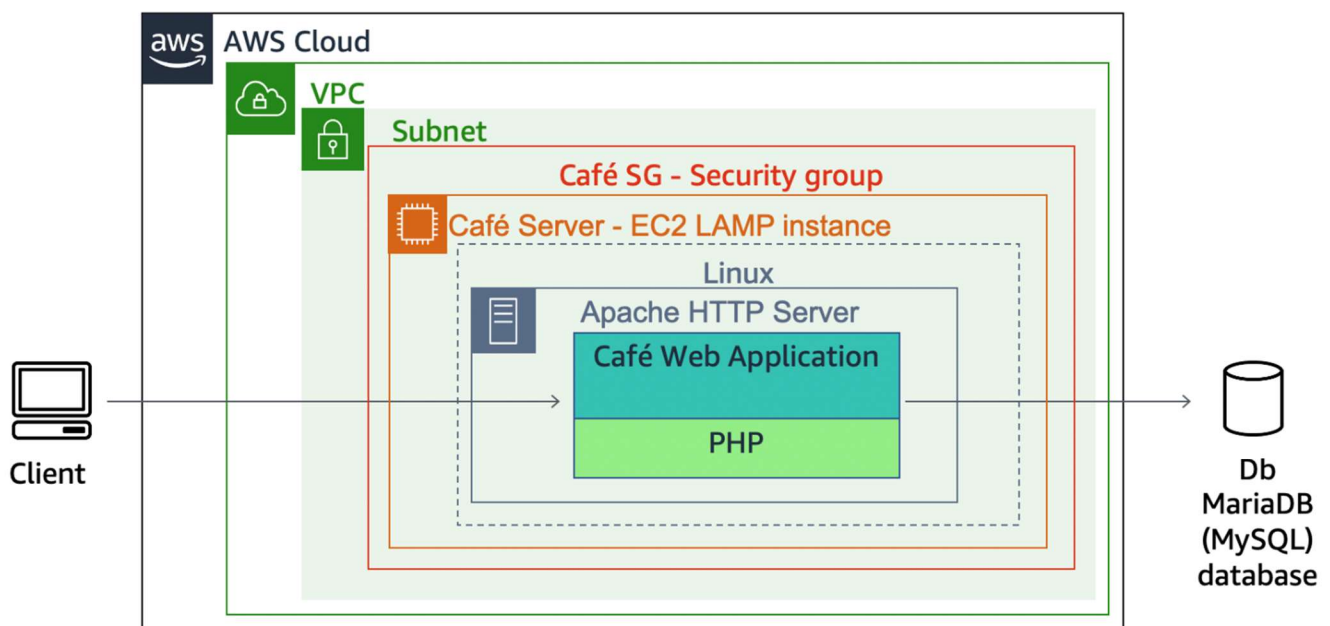 aws AWS Cloud
VPC
Subnet
Café SG - Security group
Café Server - EC2 LAMP instance
Linux
Apache HTTP Server
Café Web Application
PHP
Client
Db
MariaDB
(MySQL)
database